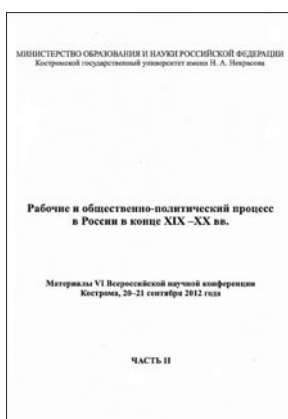 МИНИСТЕРСТВО ОБРАЗОВАНИЯ И НАУКИ РОССИЙСКОЙ ФЕДЕРАЦИИ
Костромской государственный университет имени Н. А. Некрасова
Рабочие и общественно-политический процесс
в России в конце XIX –XX вв.
Материалы VI Всероссийской научной конференции
Кострома, 20–21 сентября 2012 года
ЧАСТЬ II